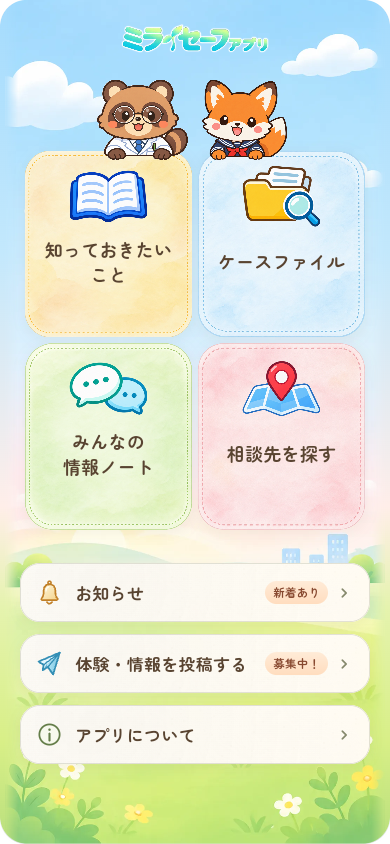 ミライセーフアプリ
知っておきたい
こと
ケースファイル
みんなの
情報ノート
相談先を探す
お知らせ
新着あり
体験・情報を投稿する
募集中！
アプリについて